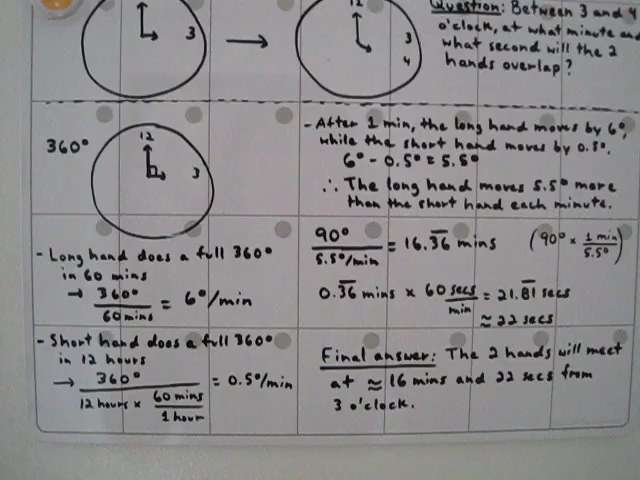 3
12
3
4
Question: Between 3 and 4
o'clock, at what minute and
what second will the 2
hands overlap?
360°
12
3
- Long hand does a full 360°
in 60 mins
→ 360°/60 mins = 6°/min
- Short hand does a full 360°
in 12 hours
→ 360°/(12 hours × 60 mins/1 hour) = 0.5°/min
- After 1 min, the long hand moves by 6°,
while the short hand moves by 0.5°.
6° - 0.5° = 5.5°
∴ The long hand moves 5.5° more
than the short hand each minute.
90°/(5.5°/min) = 16.3̅6̅ mins (90° × 1 min/5.5°)
0.3̅6̅ mins × 60 secs/min = 21.8̅1̅ secs
≈ 22 secs
Final answer: The 2 hands will meet
at ≈ 16 mins and 22 secs from
3 o'clock.